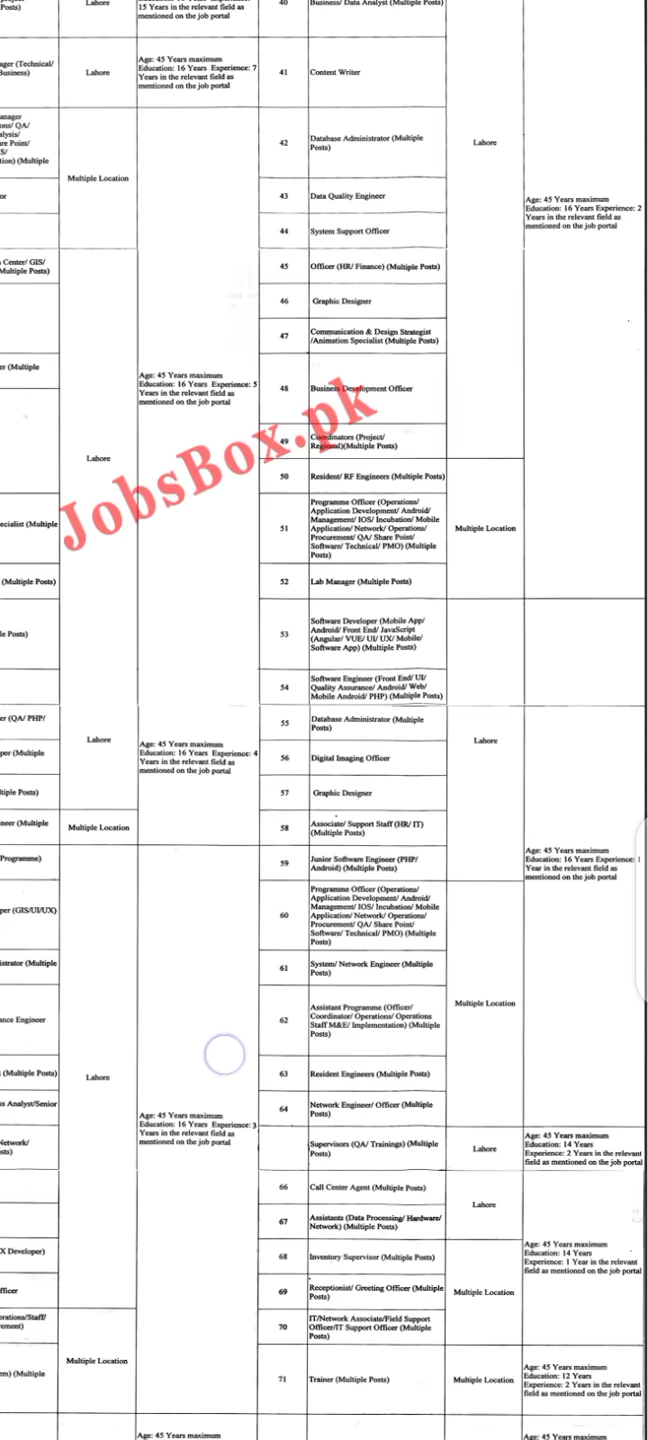 Posts)
Lahore
15 Years in the relevant field as
mentioned on the job portal
40
Business/ Data Analyst (Multiple Posts)
ager (Technical/
Business)
Lahore
Age: 45 Years maximum
Education: 16 Years Experience: 7
Years in the relevant field as
mentioned on the job portal
41
Content Writer
anager
ons/ QA/
alysis/
re Point/
S/
tion) (Multiple
Multiple Location
42
Database Administrator (Multiple
Posts)
Lahore
or
43
Data Quality Engineer
Age: 45 Years maximum
Education: 16 Years Experience: 2
Years in the relevant field as
mentioned on the job portal
44
System Support Officer
Center/ GIS/
Multiple Posts)
45
Officer (HR/ Finance) (Multiple Posts)
46
Graphic Designer
47
Communication & Design Strategist
/Animation Specialist (Multiple Posts)
er (Multiple
Age: 45 Years maximum
Education: 16 Years Experience: 5
Years in the relevant field as
mentioned on the job portal
48
Business Development Officer
JobsBox.pk
Lahore
49
Coordinators (Project/
Regional)(Multiple Posts)
50
Resident/ RF Engineers (Multiple Posts)
ecialist (Multiple
51
Programme Officer (Operations/
Application Development/ Android/
Management/ IOS/ Incubation/ Mobile
Application/ Network/ Operations/
Procurement/ QA/ Share Point/
Software/ Technical/ PMO) (Multiple
Posts)
Multiple Location
(Multiple Posts)
52
Lab Manager (Multiple Posts)
le Posts)
53
Software Developer (Mobile App/
Android/ Front End/ JavaScript
(Angular/ VUE/ UI/ UX/ Mobile/
Software App) (Multiple Posts)
54
Software Engineer (Front End/ UI/
Quality Assurance/ Android/ Web/
Mobile Android/ PHP) (Multiple Posts)
er (QA/ PHP/
Lahore
55
Database Administrator (Multiple
Posts)
Lahore
per (Multiple
Age: 45 Years maximum
Education: 16 Years Experience: 4
Years in the relevant field as
mentioned on the job portal
56
Digital Imaging Officer
ltiple Posts)
57
Graphic Designer
neer (Multiple
Multiple Location
58
Associate/ Support Staff (HR/ IT)
(Multiple Posts)
Programme)
59
Junior Software Engineer (PHP/
Android) (Multiple Posts)
Age: 45 Years maximum
Education: 16 Years Experience: 1
Year in the relevant field as
mentioned on the job portal
per (GIS/UI/UX)
60
Programme Officer (Operations/
Application Development/ Android/
Management/ IOS/ Incubation/ Mobile
Application/ Network/ Operations/
Procurement/ QA/ Share Point/
Software/ Technical/ PMO) (Multiple
Posts)
istrator (Multiple
61
System/ Network Engineer (Multiple
Posts)
ance Engineer
62
Assistant Programme (Officer/
Coordinator/ Operations/ Operations
Staff M&E/ Implementation) (Multiple
Posts)
Multiple Location
(Multiple Posts)
Lahore
63
Resident Engineers (Multiple Posts)
ss Analyst/Senior
64
Network Engineer/ Officer (Multiple
Posts)
Network/
sts)
Age: 45 Years maximum
Education: 16 Years Experience: 3
Years in the relevant field as
mentioned on the job portal
Supervisors (QA/ Trainings) (Multiple
Posts)
Lahore
Age: 45 Years maximum
Education: 14 Years
Experience: 2 Years in the relevant
field as mentioned on the job portal
66
Call Center Agent (Multiple Posts)
Lahore
67
Assistants (Data Processing/ Hardware/
Network) (Multiple Posts)
X Developer)
68
Inventory Supervisor (Multiple Posts)
Age: 45 Years maximum
Education: 14 Years
Experience: 1 Year in the relevant
field as mentioned on the job portal
fficer
69
Receptionist/ Greeting Officer (Multiple
Posts)
Multiple Location
erations/Staff/
ement)
70
IT/Network Associate/Field Support
Officer/IT Support Officer (Multiple
Posts)
Multiple Location
em) (Multiple
71
Trainer (Multiple Posts)
Multiple Location
Age: 45 Years maximum
Education: 12 Years
Experience: 2 Years in the relevant
field as mentioned on the job portal
Age: 45 Years maximum
Age: 45 Years maximum